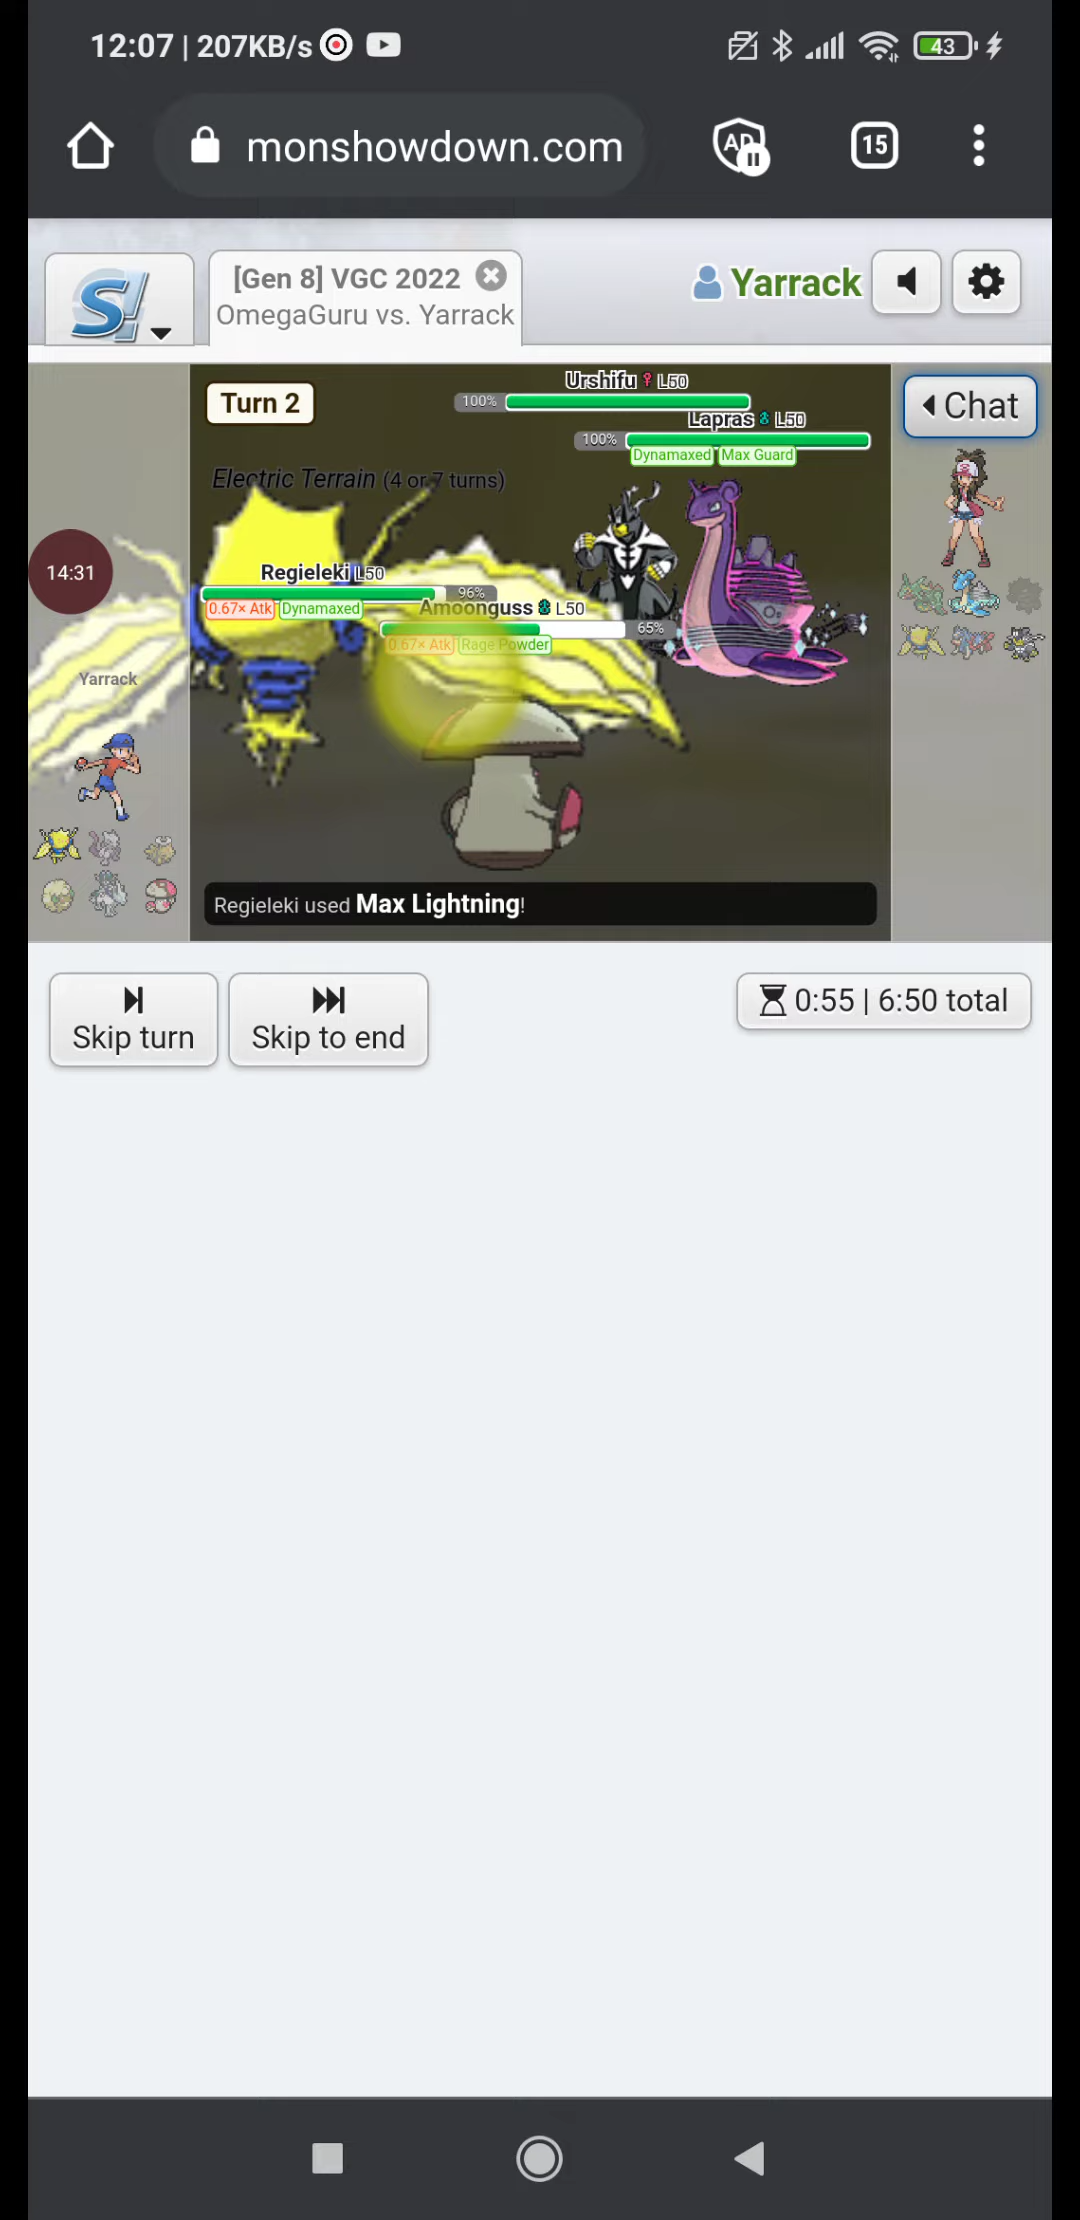 12:07 | 207KB/s
43
monshowdown.com
AD
15
S!
[Gen 8] VGC 2022
OmegaGuru vs. Yarrack
Yarrack
Turn 2
Urshifu L50
100%
Chat
Lapras L50
100%
Dynamaxed Max Guard
Electric Terrain (4 or 7 turns)
14:31
Regieleki L50
96%
0.67× Atk Dynamaxed
Amoonguss L50
65%
0.67× Atk Rage Powder
Yarrack
Regieleki used Max Lightning!
Skip turn
Skip to end
0:55 | 6:50 total